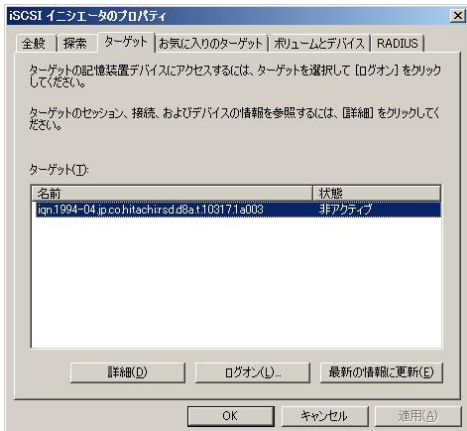 iSCSI イニシエータのプロパティ
全般 探索 ターゲット お気に入りのターゲット ボリュームとデバイス RADIUS
ターゲットの記憶装置デバイスにアクセスするには、ターゲットを選択して [ログオン] をクリック
してください。
ターゲットのセッション、接続、およびデバイスの情報を参照するには、[詳細] をクリックしてく
ださい。
ターゲット(T):
名前 状態
iqn.1994-04.jp.co.hitachi:rsd.d8a.t.10317.1a003 非アクティブ
詳細(D) ログオン(L)... 最新の情報に更新(E)
OK キャンセル 適用(A)